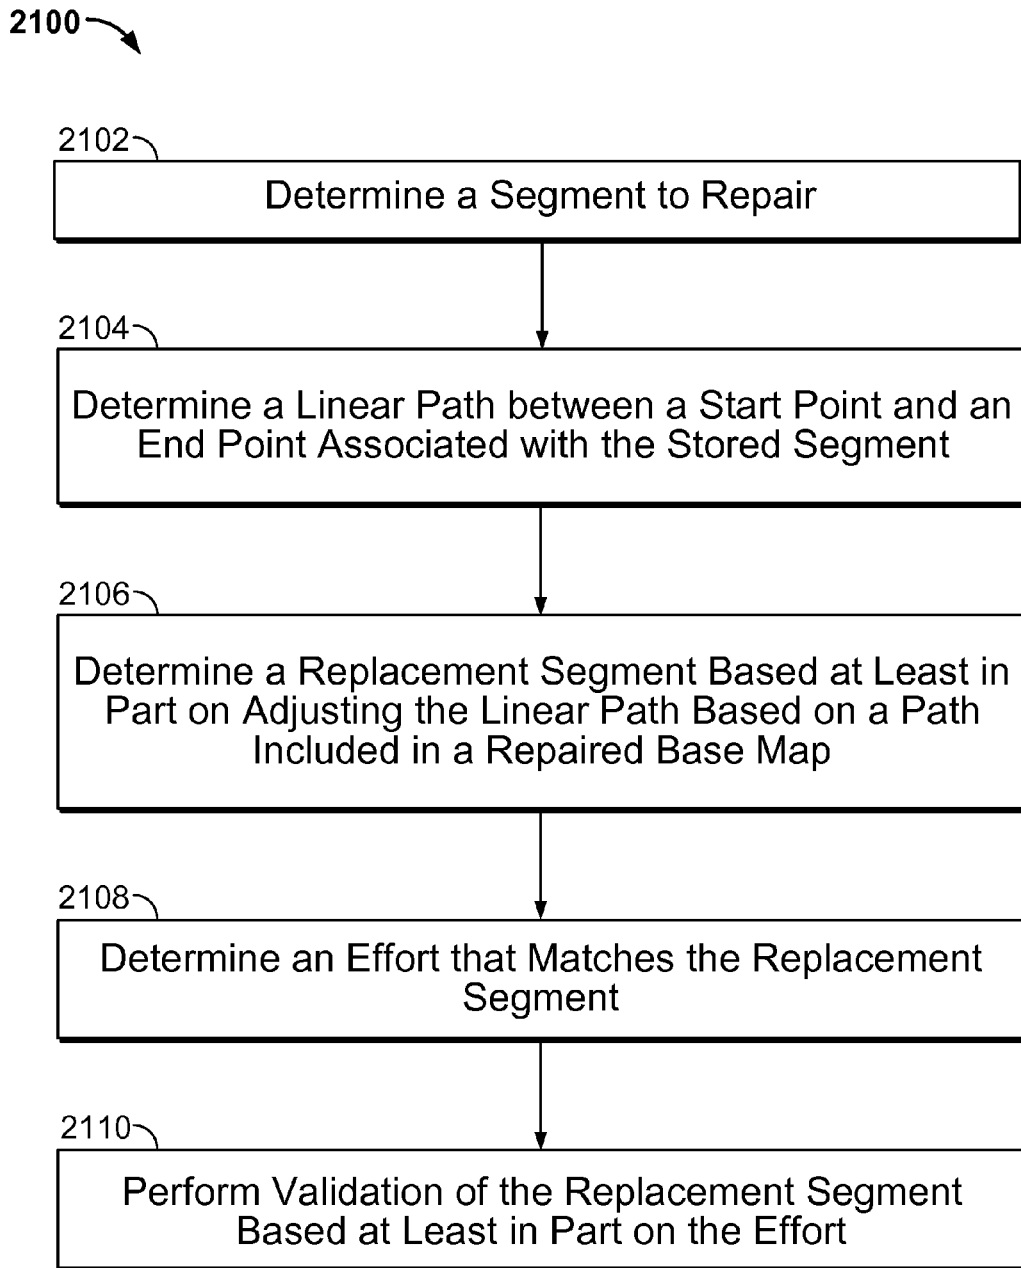 2100
2102
Determine a Segment to Repair
2104
Determine a Linear Path between a Start Point and an
End Point Associated with the Stored Segment
2106
Determine a Replacement Segment Based at Least in
Part on Adjusting the Linear Path Based on a Path
Included in a Repaired Base Map
2108
Determine an Effort that Matches the Replacement
Segment
2110
Perform Validation of the Replacement Segment
Based at Least in Part on the Effort